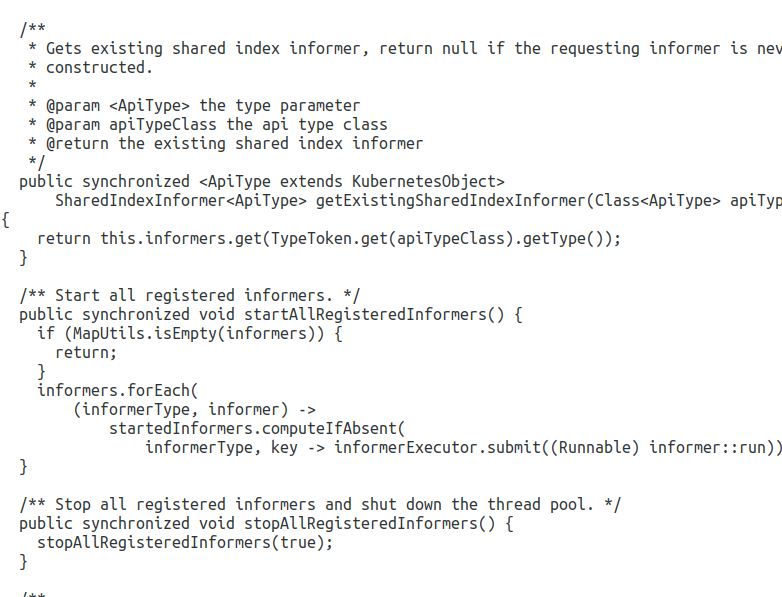 /**
* Gets existing shared index informer, return null if the requesting informer is
* constructed.
*
* @param <ApiType> the type parameter
* @param apiTypeClass the api type class
* @return the existing shared index informer
*/
public synchronized <ApiType extends KubernetesObject>
SharedIndexInformer<ApiType> getExistingSharedIndexInformer(Class<ApiType>
{
return this.informers.get(TypeToken.get(apiTypeClass).getType());
}
/** Start all registered informers. */
public synchronized void startAllRegisteredInformers() {
if (MapUtils.isEmpty(informers)) {
return;
}
informers.forEach(
(informerType, informer) ->
startedInformers.computeIfAbsent(
informerType, key -> informerExecutor.submit((Runnable) informer::run))
}
/** Stop all registered informers and shut down the thread pool. */
public synchronized void stopAllRegisteredInformers() {
stopAllRegisteredInformers(true);
}
/**